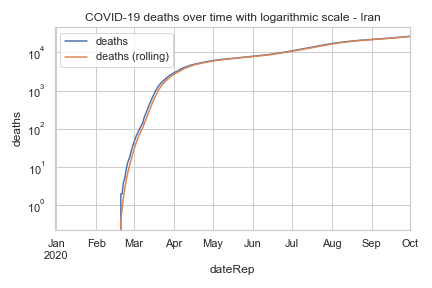 COVID-19 deaths over time with logarithmic scale - Iran
deaths
deaths (rolling)
10⁴
10³
10²
10¹
10⁰
deaths
Jan Feb Mar Apr May Jun Jul Aug Sep Oct
2020
dateRep